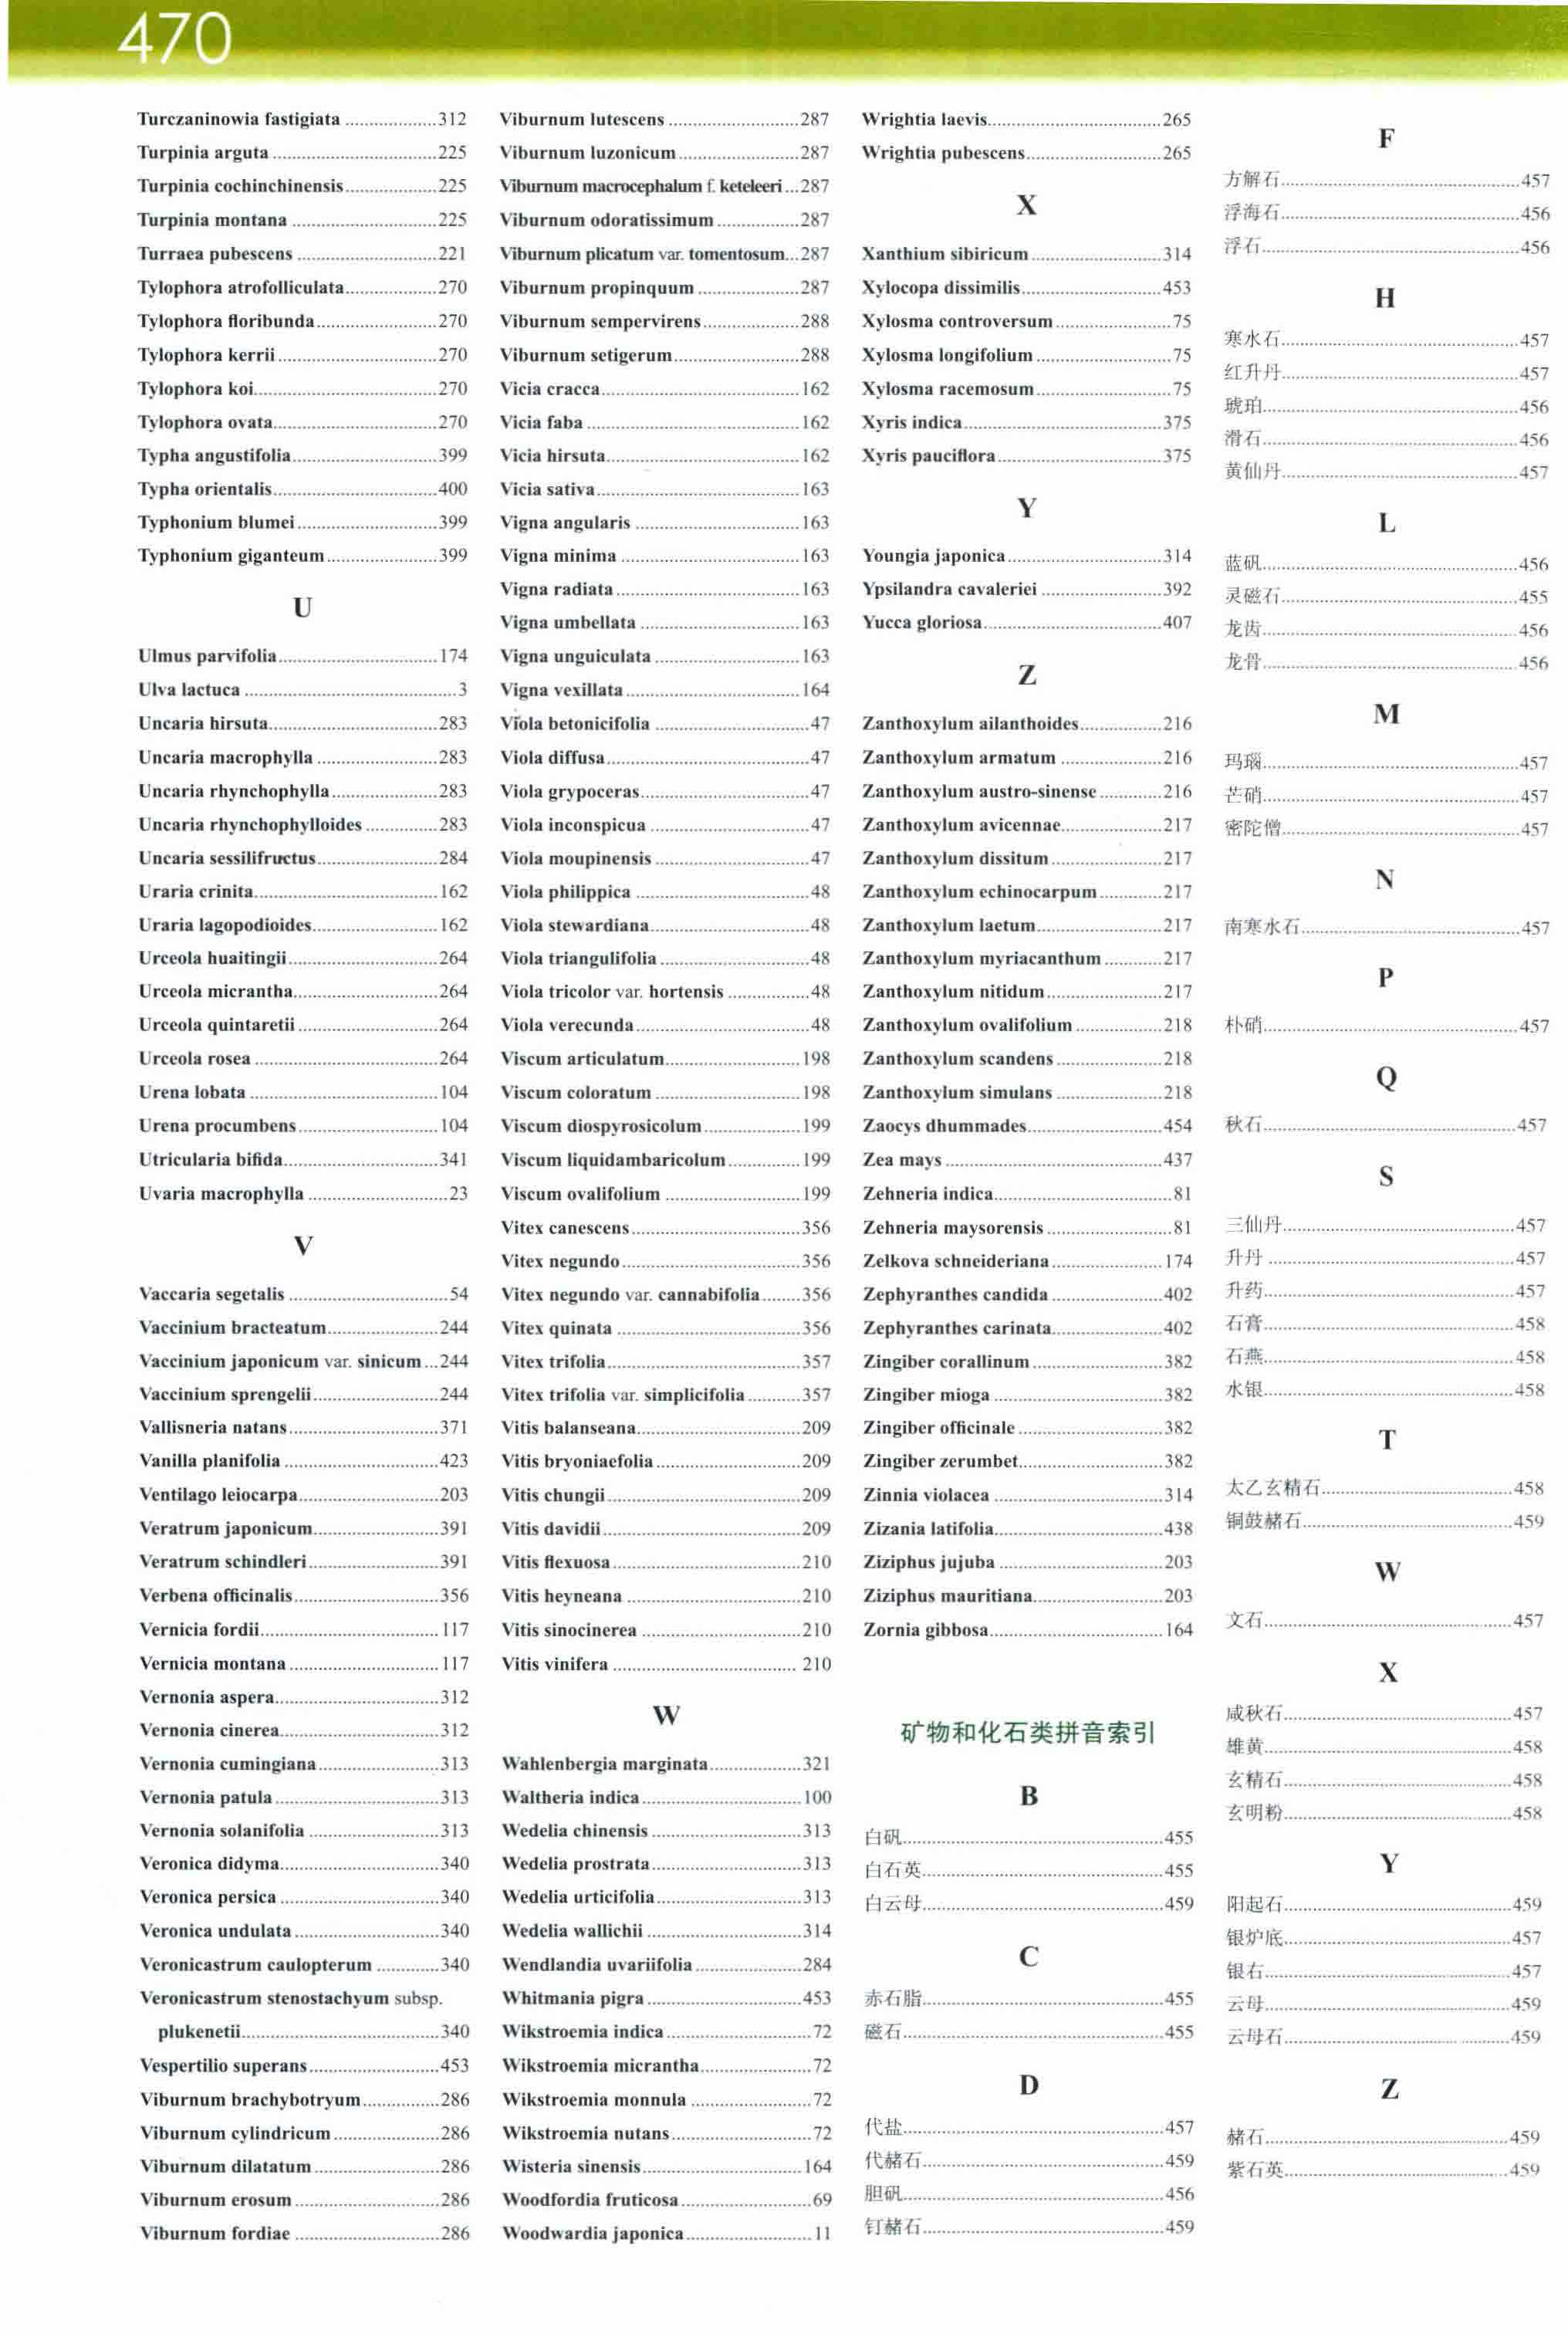 470
Turczaninowia fastigiata ...................312
Turpinia arguta ...................225
Turpinia cochinchinensis...................225
Turpinia montana ...................225
Turraea pubescens ...................221
Tylophora atrofolliculata...................270
Tylophora floribunda...................270
Tylophora kerrii...................270
Tylophora koi...................270
Tylophora ovata...................270
Typha angustifolia...................399
Typha orientalis...................400
Typhonium blumei...................399
Typhonium giganteum...................399
U
Ulmus parvifolia...................174
Ulva lactuca ...................3
Uncaria hirsuta...................283
Uncaria macrophylla ...................283
Uncaria rhynchophylla...................283
Uncaria rhynchophylloides ...................283
Uncaria sessilifructus...................284
Uraria crinita...................162
Uraria lagopodioides...................162
Urceola huaitingii...................264
Urceola micrantha...................264
Urceola quintaretii ...................264
Urceola rosea ...................264
Urena lobata ...................104
Urena procumbens...................104
Utricularia bifida...................341
Uvaria macrophylla ...................23
V
Vaccaria segetalis ...................54
Vaccinium bracteatum...................244
Vaccinium japonicum var. sinicum ...244
Vaccinium sprengelii...................244
Vallisneria natans...................371
Vanilla planifolia ...................423
Ventilago leiocarpa...................203
Veratrum japonicum...................391
Veratrum schindleri...................391
Verbena officinalis...................356
Vernicia fordii...................117
Vernicia montana...................117
Vernonia aspera...................312
Vernonia cinerea...................312
Vernonia cumingiana...................313
Vernonia patula...................313
Vernonia solanifolia ...................313
Veronica didyma...................340
Veronica persica ...................340
Veronica undulata ...................340
Veronicastrum caulopterum ...................340
Veronicastrum stenostachyum subsp.
plukenetii...................340
Vespertilio superans...................453
Viburnum brachybotryum...................286
Viburnum cylindricum ...................286
Viburnum dilatatum...................286
Viburnum erosum ...................286
Viburnum fordiae ...................286
Viburnum lutescens ...................287
Viburnum luzonicum...................287
Viburnum macrocephalum f. keteleeri ...287
Viburnum odoratissimum ...................287
Viburnum plicatum var. tomentosum...287
Viburnum propinquum ...................287
Viburnum sempervirens...................288
Viburnum setigerum...................288
Vicia cracca...................162
Vicia faba ...................162
Vicia hirsuta...................162
Vicia sativa...................163
Vigna angularis ...................163
Vigna minima ...................163
Vigna radiata...................163
Vigna umbellata ...................163
Vigna unguiculata ...................163
Vigna vexillata...................164
Viola betonicifolia ...................47
Viola diffusa...................47
Viola grypoceras...................47
Viola inconspicua ...................47
Viola moupinensis ...................47
Viola philippica ...................48
Viola stewardiana...................48
Viola triangulifolia ...................48
Viola tricolor var. hortensis ...................48
Viola verecunda...................48
Viscum articulatum...................198
Viscum coloratum ...................198
Viscum diospyrosicolum...................199
Viscum liquidambaricolum...................199
Viscum ovalifolium ...................199
Vitex canescens...................356
Vitex negundo...................356
Vitex negundo var. cannabifolia........356
Vitex quinata ...................356
Vitex trifolia...................357
Vitex trifolia var. simplicifolia...........357
Vitis balanseana...................209
Vitis bryoniaefolia...................209
Vitis chungii...................209
Vitis davidii...................209
Vitis flexuosa...................210
Vitis heyneana ...................210
Vitis sinocinerea ...................210
Vitis vinifera ................... 210
W
Wahlenbergia marginata...................321
Waltheria indica...................100
Wedelia chinensis ...................313
Wedelia prostrata...................313
Wedelia urticifolia...................313
Wedelia wallichii ...................314
Wendlandia uvariifolia ...................284
Whitmania pigra ...................453
Wikstroemia indica ...................72
Wikstroemia micrantha...................72
Wikstroemia monnula ...................72
Wikstroemia nutans...................72
Wisteria sinensis...................164
Woodfordia fruticosa...................69
Woodwardia japonica...................11
Wrightia laevis...................265
Wrightia pubescens...................265
X
Xanthium sibiricum...................314
Xylocopa dissimilis...................453
Xylosma controversum ...................75
Xylosma longifolium ...................75
Xylosma racemosum ...................75
Xyris indica...................375
Xyris pauciflora...................375
Y
Youngia japonica...................314
Ypsilandra cavaleriei ...................392
Yucca gloriosa...................407
Z
Zanthoxylum ailanthoides...................216
Zanthoxylum armatum ...................216
Zanthoxylum austro-sinense.............216
Zanthoxylum avicennae...................217
Zanthoxylum dissitum...................217
Zanthoxylum echinocarpum.............217
Zanthoxylum laetum...................217
Zanthoxylum myriacanthum ............217
Zanthoxylum nitidum...................217
Zanthoxylum ovalifolium ...................218
Zanthoxylum scandens ...................218
Zanthoxylum simulans ...................218
Zaocys dhummades...................454
Zea mays ...................437
Zehneria indica...................81
Zehneria maysorensis ...................81
Zelkova schneideriana...................174
Zephyranthes candida ...................402
Zephyranthes carinata...................402
Zingiber corallinum ...................382
Zingiber mioga ...................382
Zingiber officinale ...................382
Zingiber zerumbet...................382
Zinnia violacea ...................314
Zizania latifolia...................438
Ziziphus jujuba ...................203
Ziziphus mauritiana...................203
Zornia gibbosa...................164
矿物和化石类拼音索引
B
白矾...................455
白石英...................455
白云母...................459
C
赤石脂...................455
磁石...................455
D
代盐...................457
代赭石...................459
胆矾...................456
钉赭石...................459
F
方解石...................457
浮海石...................456
浮石...................456
H
寒水石...................457
红升丹...................457
琥珀...................456
滑石...................456
黄仙丹...................457
L
蓝矾...................456
灵磁石...................455
龙齿...................456
龙骨...................456
M
玛瑙...................457
芒硝...................457
密陀僧...................457
N
南寒水石...................457
P
朴硝...................457
Q
秋石...................457
S
三仙丹...................457
升丹 ...................457
升药...................457
石膏...................458
石燕...................458
水银...................458
T
太乙玄精石...................458
铜鼓赭石...................459
W
文石...................457
X
咸秋石...................457
雄黄...................458
玄精石...................458
玄明粉...................458
Y
阳起石...................459
银炉底...................457
银右...................457
云母...................459
云母石...................459
Z
赭石...................459
紫石英...................459